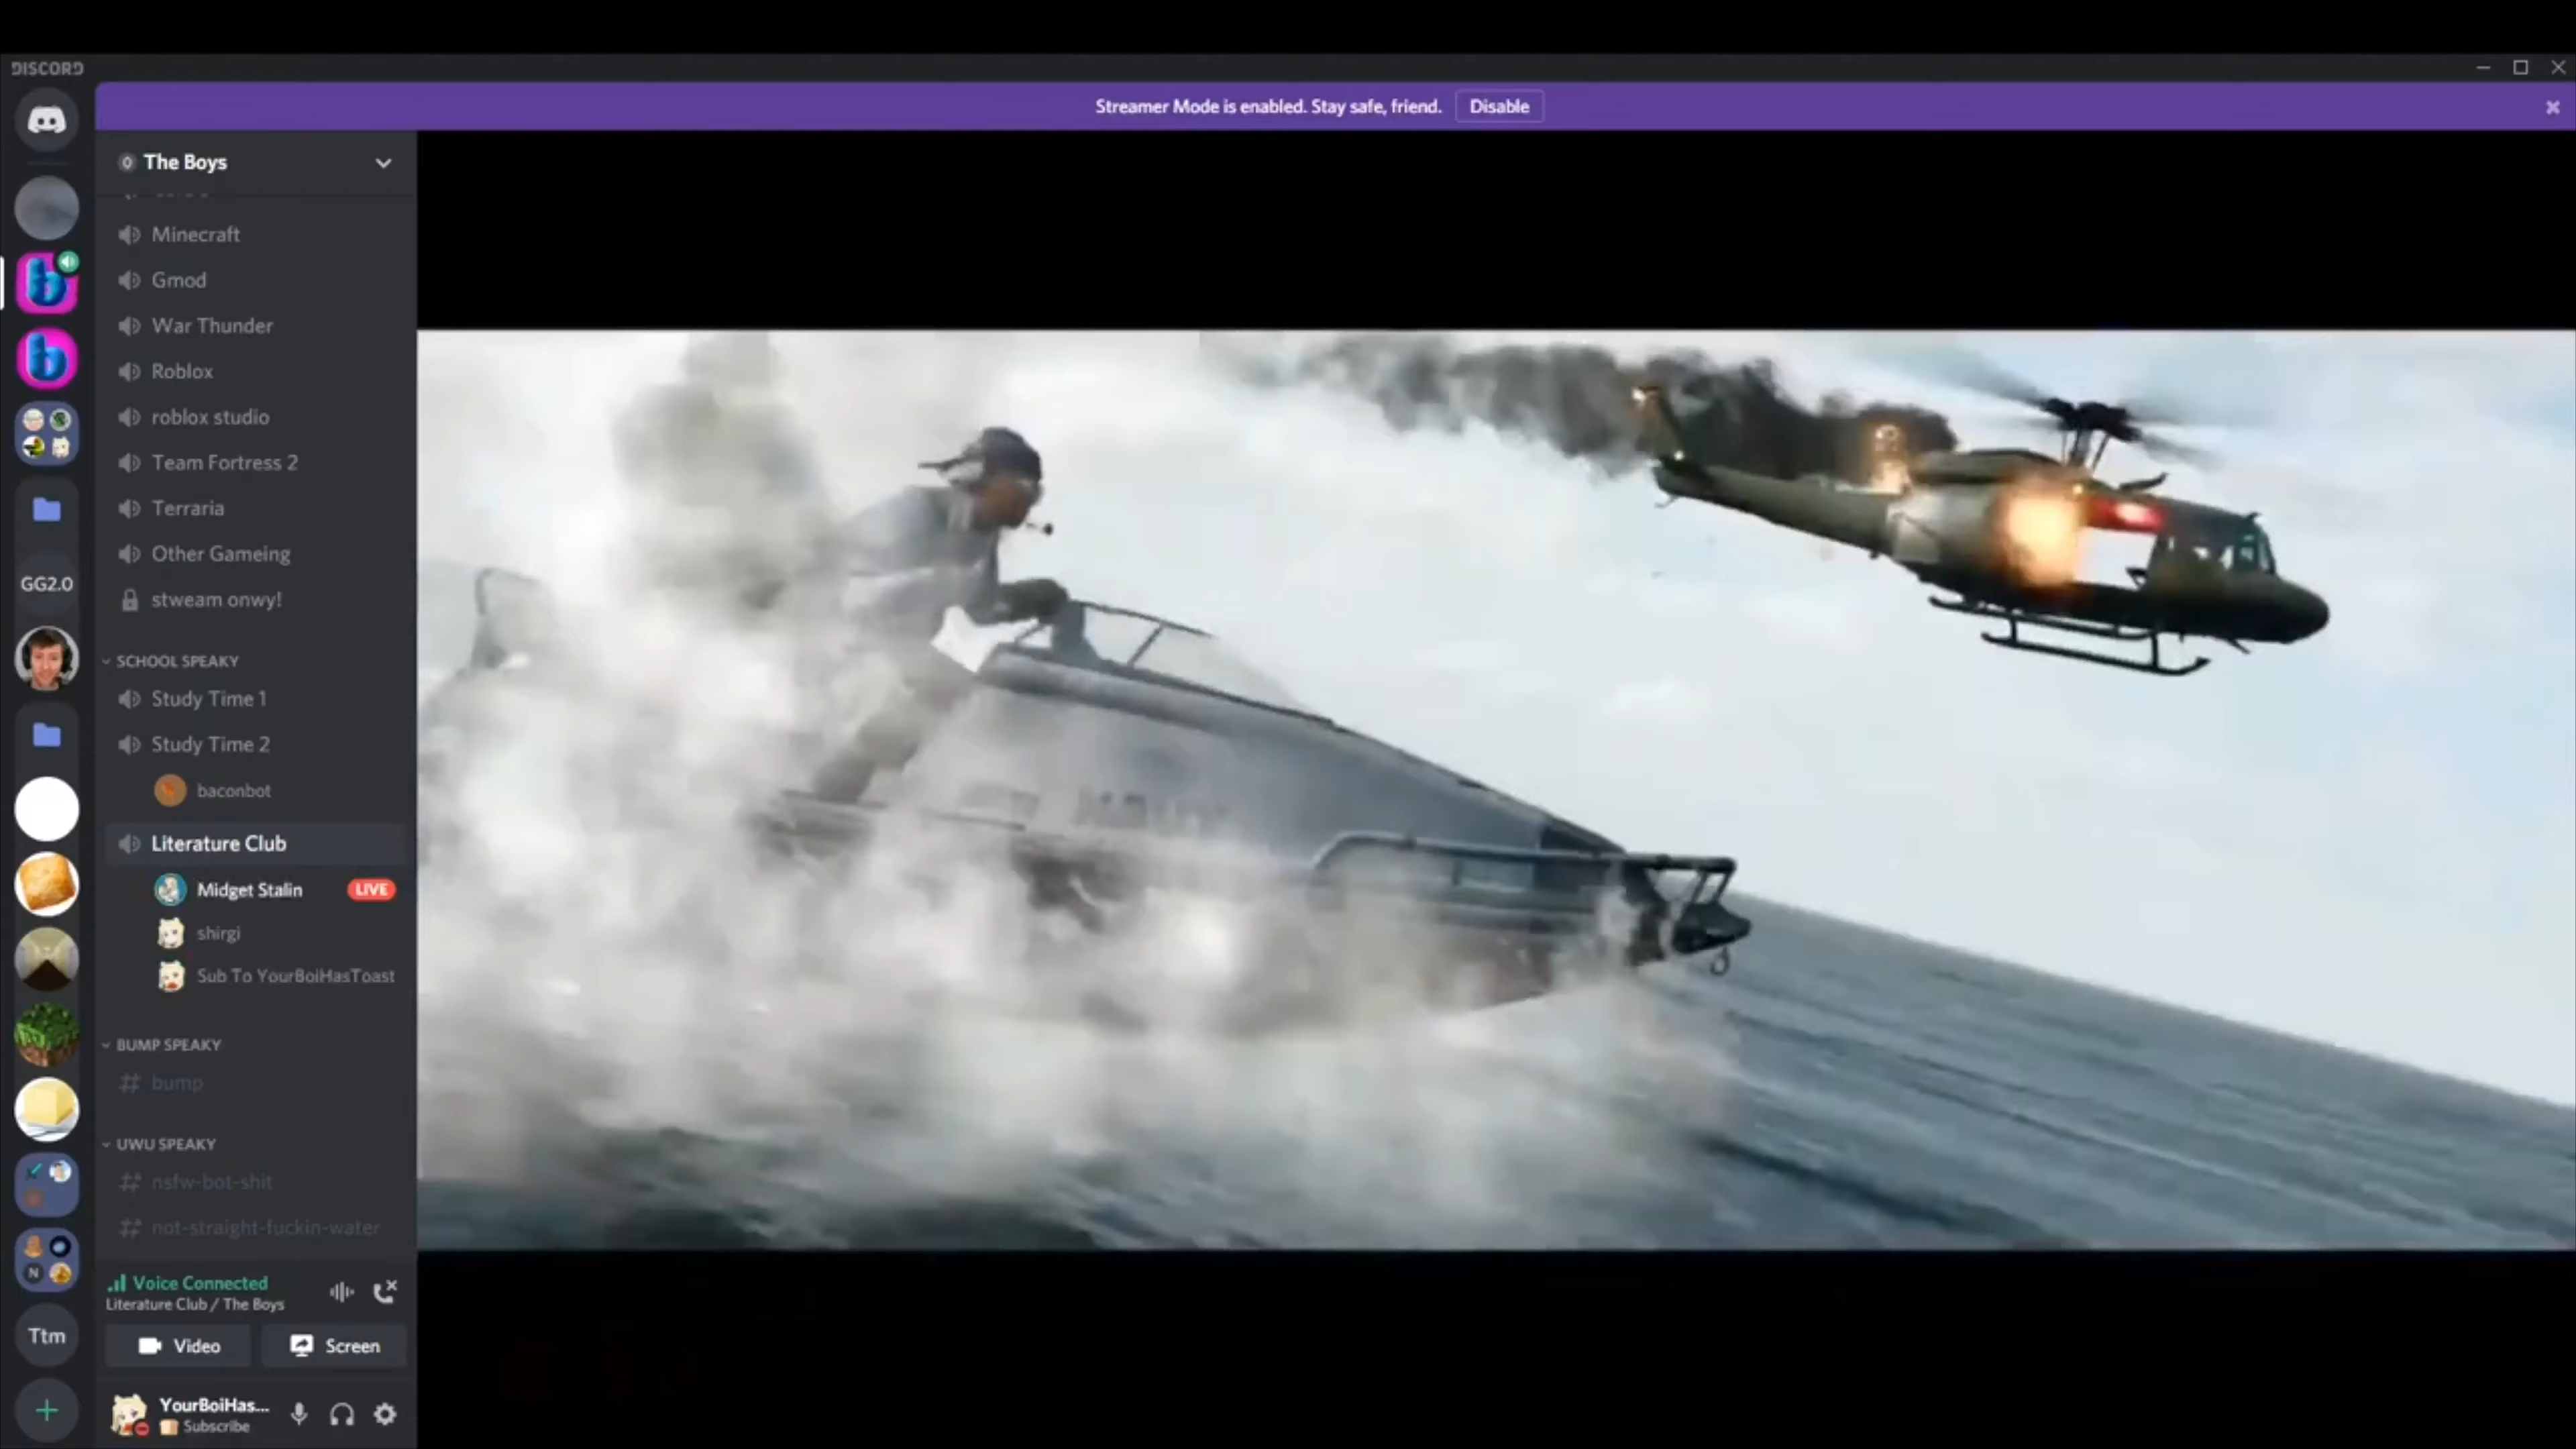 DISCORD
Streamer Mode is enabled. Stay safe, friend. Disable
The Boys
Minecraft
Gmod
War Thunder
Roblox
roblox studio
Team Fortress 2
Terraria
Other Gameing
stweam onwy!
GG2.0
SCHOOL SPEAKY
Study Time 1
Study Time 2
baconbot
Literature Club
Midget Stalin LIVE
shirgi
Sub To YourBoiHasToast
BUMP SPEAKY
bump
UWU SPEAKY
nsfw-bot-shit
not-straight-fuckin-water
N
Voice Connected
Literature Club / The Boys
Ttm
Video Screen
YourBoiHas...
Subscribe